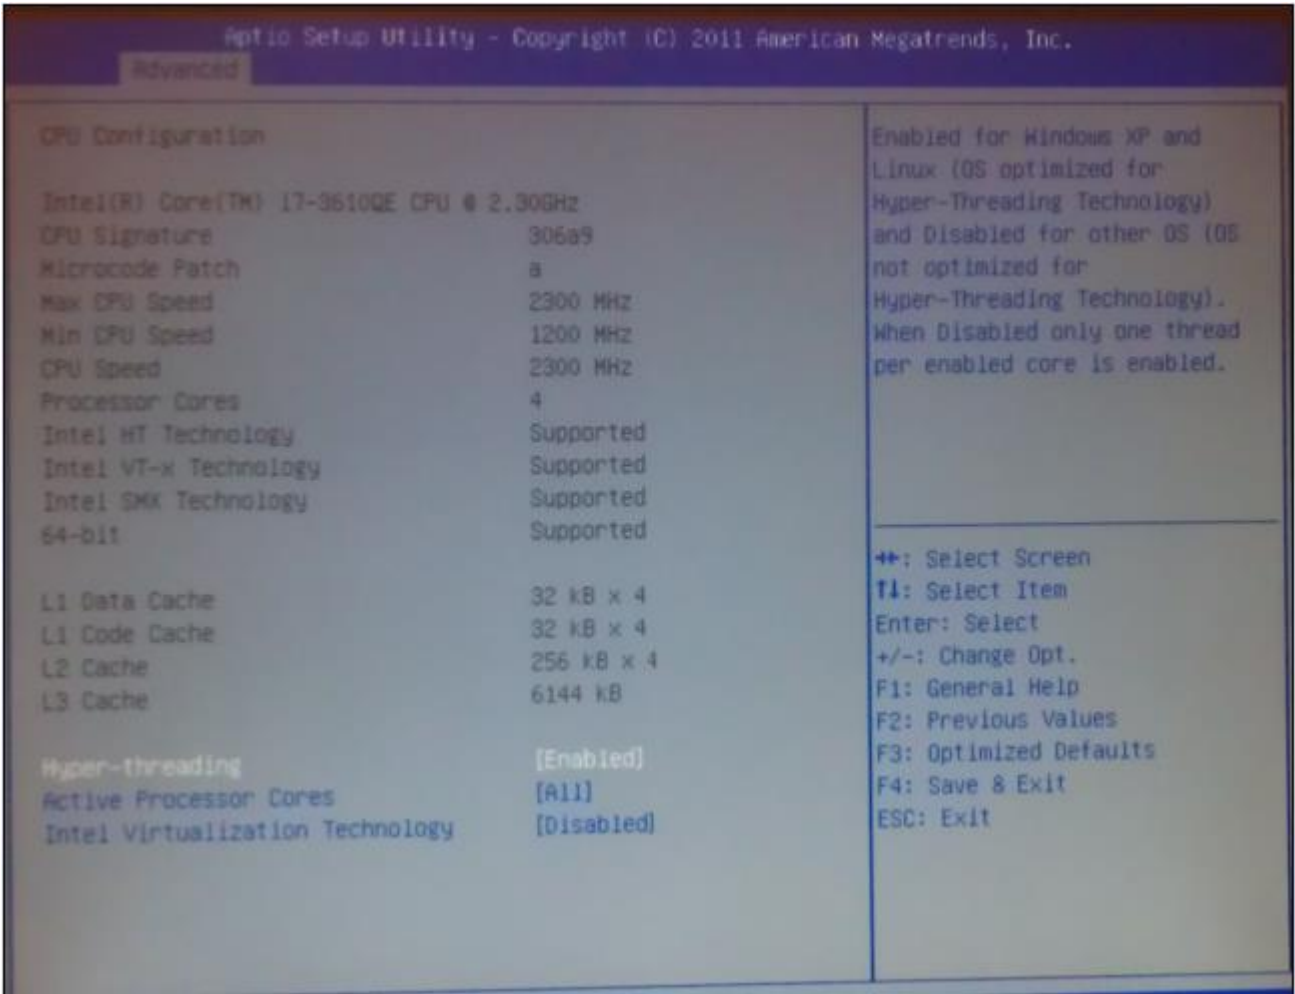 Aptio Setup Utility - Copyright (C) 2011 American Megatrends, Inc.
Advanced
CPU Configuration
Intel(R) Core(TM) i7-3610QE CPU @ 2.30GHz
CPU Signature 306a9
Microcode Patch a
Max CPU Speed 2300 MHz
Min CPU Speed 1200 MHz
CPU Speed 2300 MHz
Processor Cores 4
Intel HT Technology Supported
Intel VT-x Technology Supported
Intel SMX Technology Supported
64-bit Supported
L1 Data Cache 32 kB x 4
L1 Code Cache 32 kB x 4
L2 Cache 256 kB x 4
L3 Cache 6144 kB
Hyper-threading [Enabled]
Active Processor Cores [All]
Intel Virtualization Technology [Disabled]
Enabled for Windows XP and
Linux (OS optimized for
Hyper-Threading Technology)
and Disabled for other OS (OS
not optimized for
Hyper-Threading Technology).
When Disabled only one thread
per enabled core is enabled.
→←: Select Screen
↑↓: Select Item
Enter: Select
+/-: Change Opt.
F1: General Help
F2: Previous Values
F3: Optimized Defaults
F4: Save & Exit
ESC: Exit